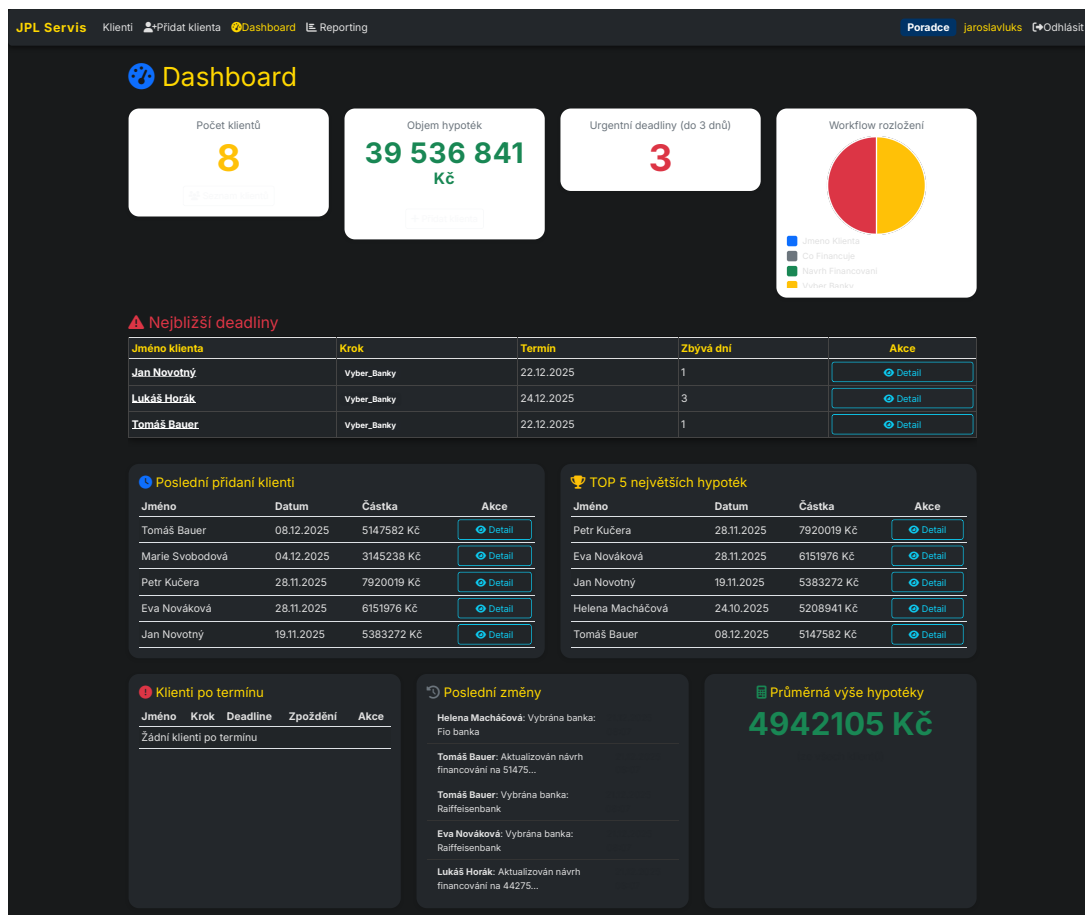 JPL Servis Klienti Přidat klienta Dashboard Reporting Poradce jaroslavluks Odhlásit
Dashboard
Počet klientů
8
Objem hypoték
39 536 841
Kč
Urgentní deadliny (do 3 dnů)
3
Workflow rozložení
Jmeno Klienta
Co Financuje
Navrh Financovani
Vyber Banky
Nejbližší deadliny
Jméno klienta Krok Termín Zbývá dní Akce
Jan Novotný Vyber_Banky 22.12.2025 1 Detail
Lukáš Horák Vyber_Banky 24.12.2025 3 Detail
Tomáš Bauer Vyber_Banky 22.12.2025 1 Detail
Poslední přidaní klienti
Jméno Datum Částka Akce
Tomáš Bauer 08.12.2025 5147582 Kč Detail
Marie Svobodová 04.12.2025 3145238 Kč Detail
Petr Kučera 28.11.2025 7920019 Kč Detail
Eva Nováková 28.11.2025 6151976 Kč Detail
Jan Novotný 19.11.2025 5383272 Kč Detail
TOP 5 největších hypoték
Jméno Datum Částka Akce
Petr Kučera 28.11.2025 7920019 Kč Detail
Eva Nováková 28.11.2025 6151976 Kč Detail
Jan Novotný 19.11.2025 5383272 Kč Detail
Helena Macháčová 24.10.2025 5208941 Kč Detail
Tomáš Bauer 08.12.2025 5147582 Kč Detail
Klienti po termínu
Jméno Krok Deadline Zpoždění Akce
Žádní klienti po termínu
Poslední změny
Helena Macháčová: Vybrána banka:
Fio banka
Tomáš Bauer: Aktualizován návrh
financování na 51475...
Tomáš Bauer: Vybrána banka:
Raiffeisenbank
Eva Nováková: Vybrána banka:
Raiffeisenbank
Lukáš Horák: Aktualizován návrh
financování na 44275...
Průměrná výše hypotéky
4942105 Kč